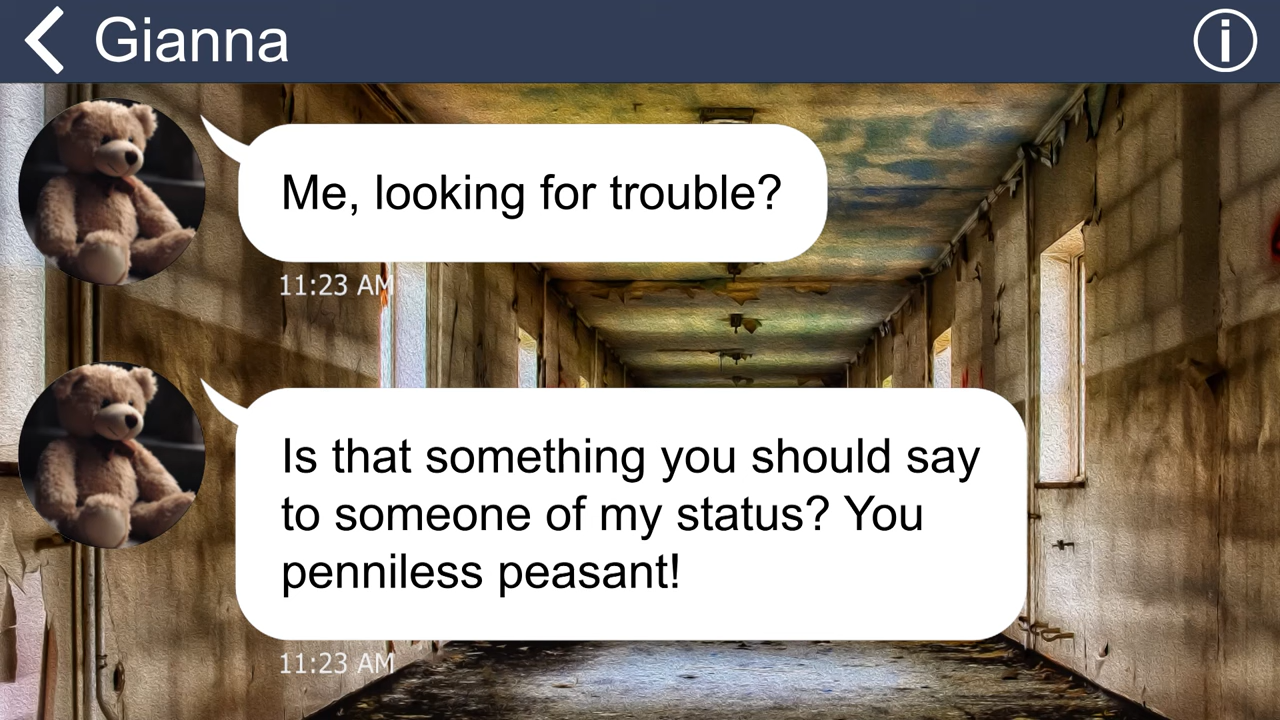 Gianna
Me, looking for trouble?
11:23 AM
Is that something you should say
to someone of my status? You
penniless peasant!
11:23 AM